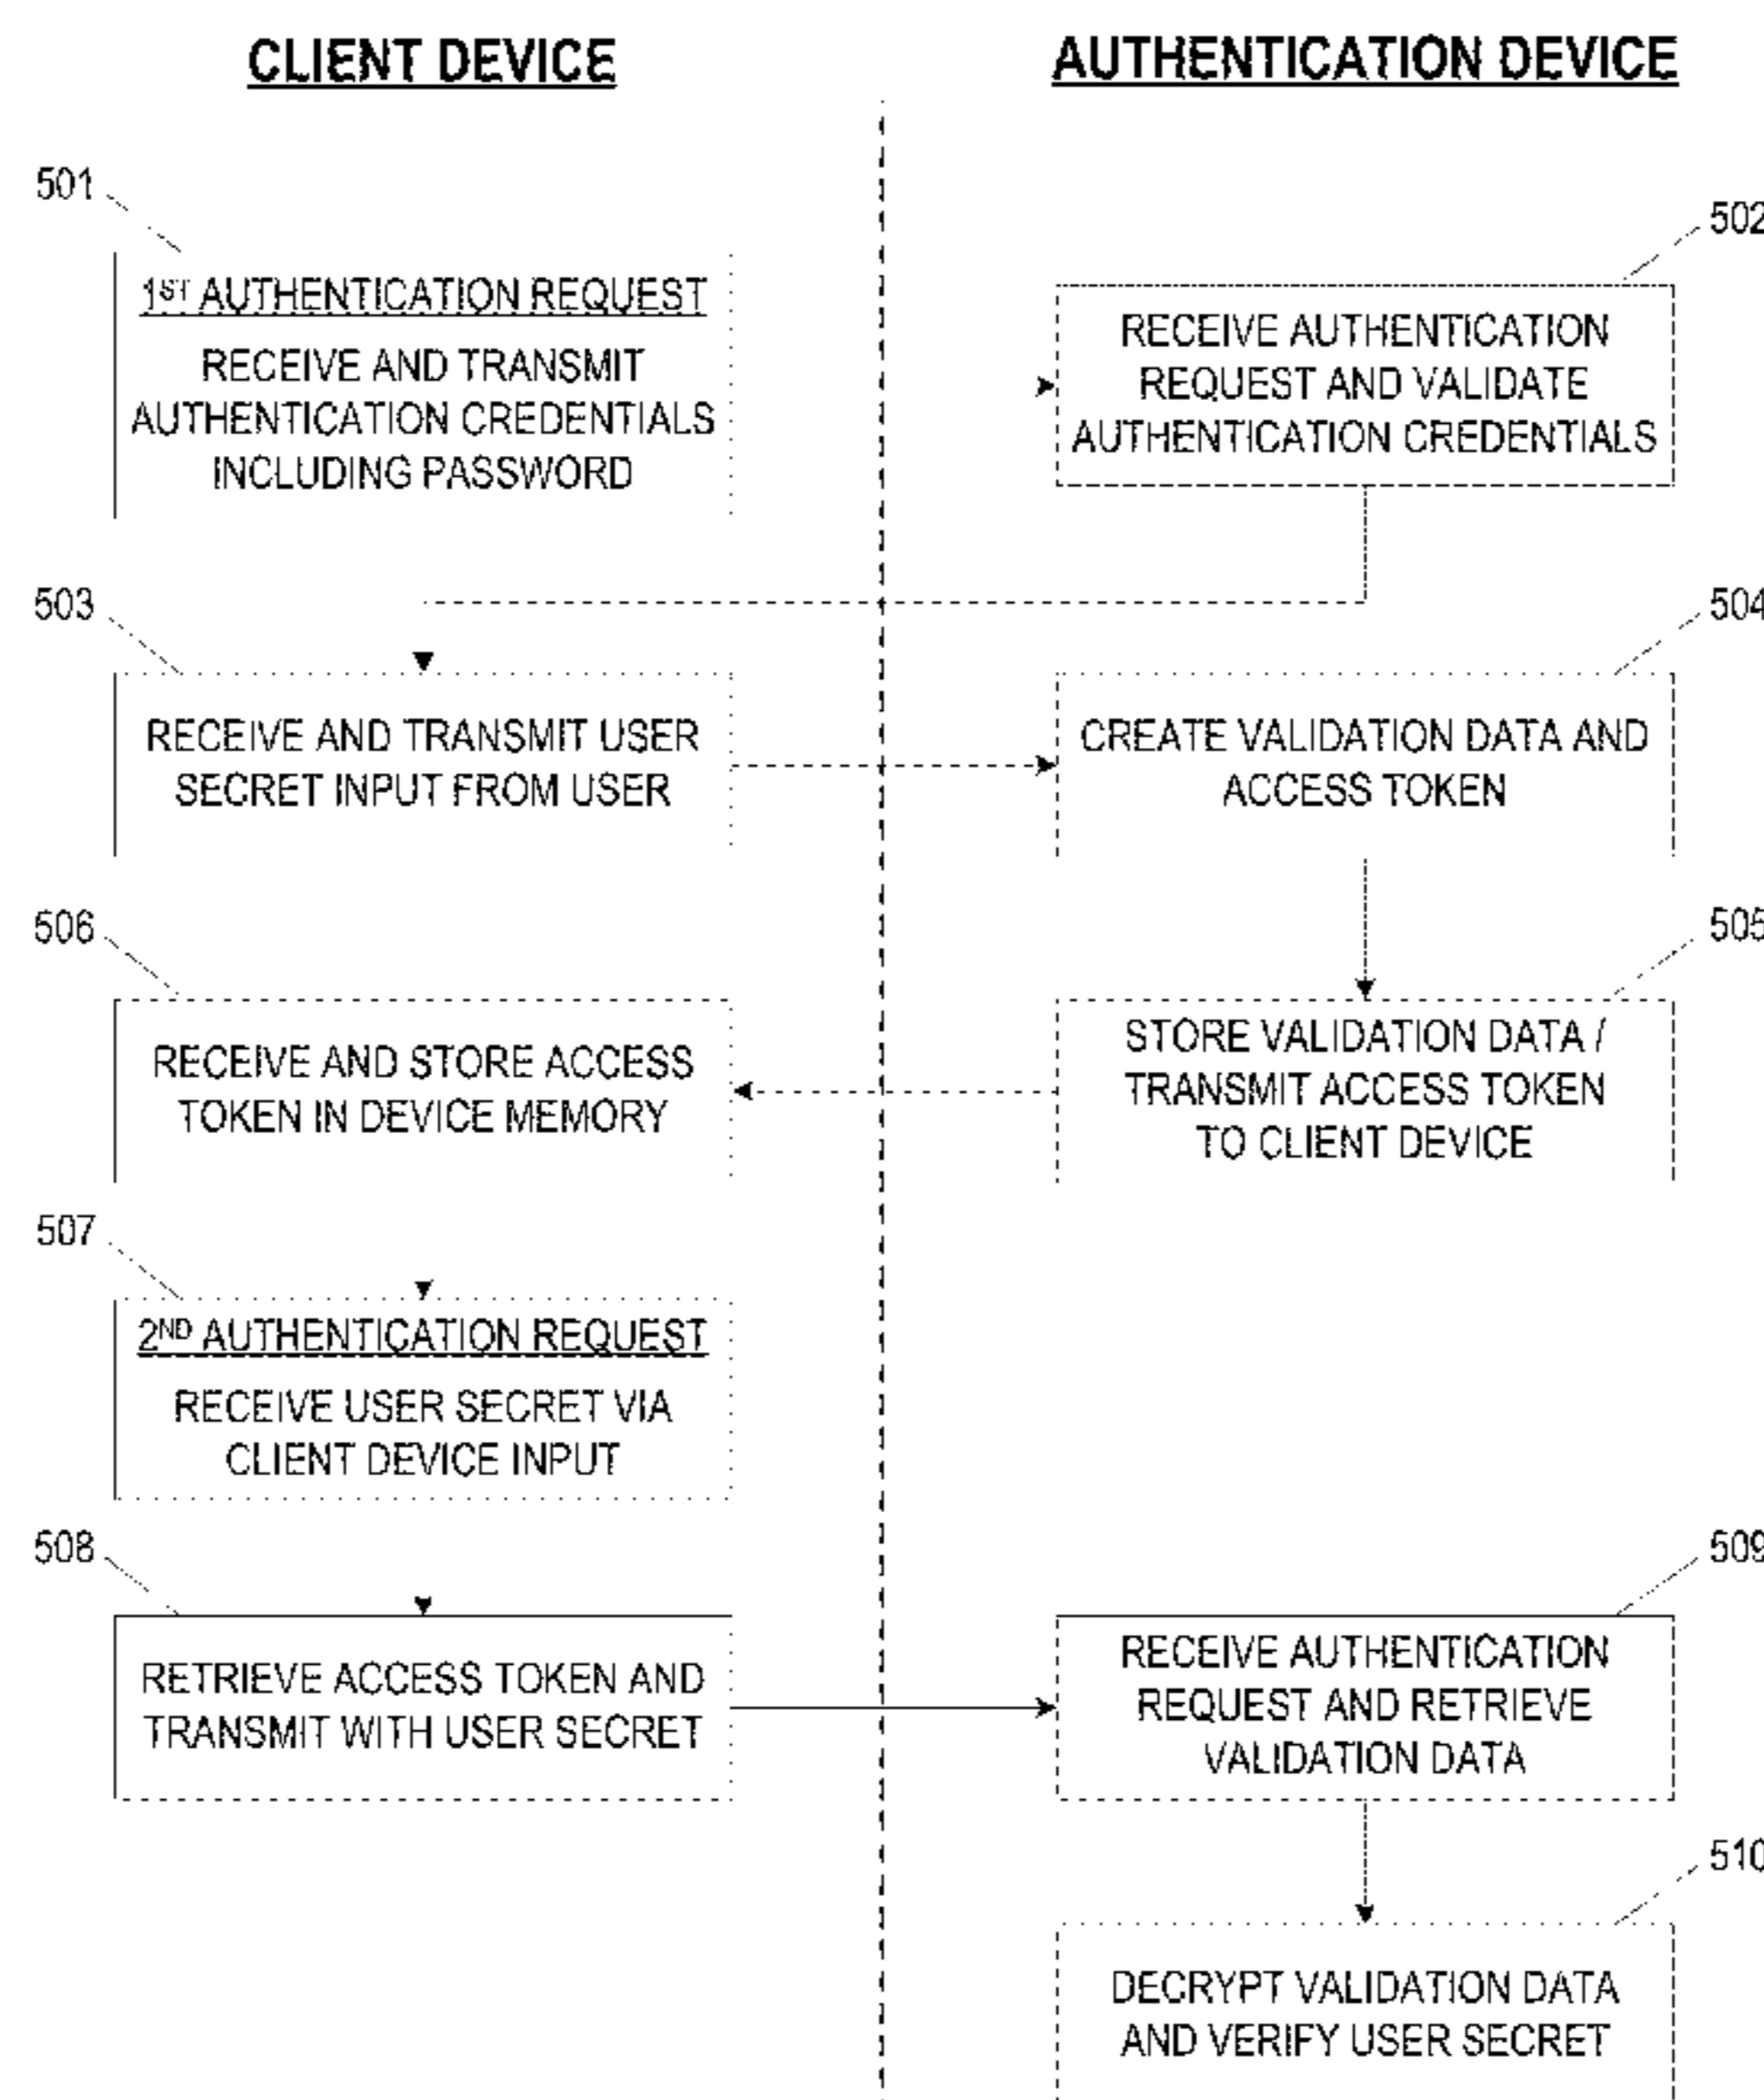 CLIENT DEVICE
AUTHENTICATION DEVICE
501
1ST AUTHENTICATION REQUEST
RECEIVE AND TRANSMIT
AUTHENTICATION CREDENTIALS
INCLUDING PASSWORD
502
RECEIVE AUTHENTICATION
REQUEST AND VALIDATE
AUTHENTICATION CREDENTIALS
503
RECEIVE AND TRANSMIT USER
SECRET INPUT FROM USER
504
CREATE VALIDATION DATA AND
ACCESS TOKEN
506
RECEIVE AND STORE ACCESS
TOKEN IN DEVICE MEMORY
505
STORE VALIDATION DATA /
TRANSMIT ACCESS TOKEN
TO CLIENT DEVICE
507
2ND AUTHENTICATION REQUEST
RECEIVE USER SECRET VIA
CLIENT DEVICE INPUT
508
RETRIEVE ACCESS TOKEN AND
TRANSMIT WITH USER SECRET
509
RECEIVE AUTHENTICATION
REQUEST AND RETRIEVE
VALIDATION DATA
510
DECRYPT VALIDATION DATA
AND VERIFY USER SECRET